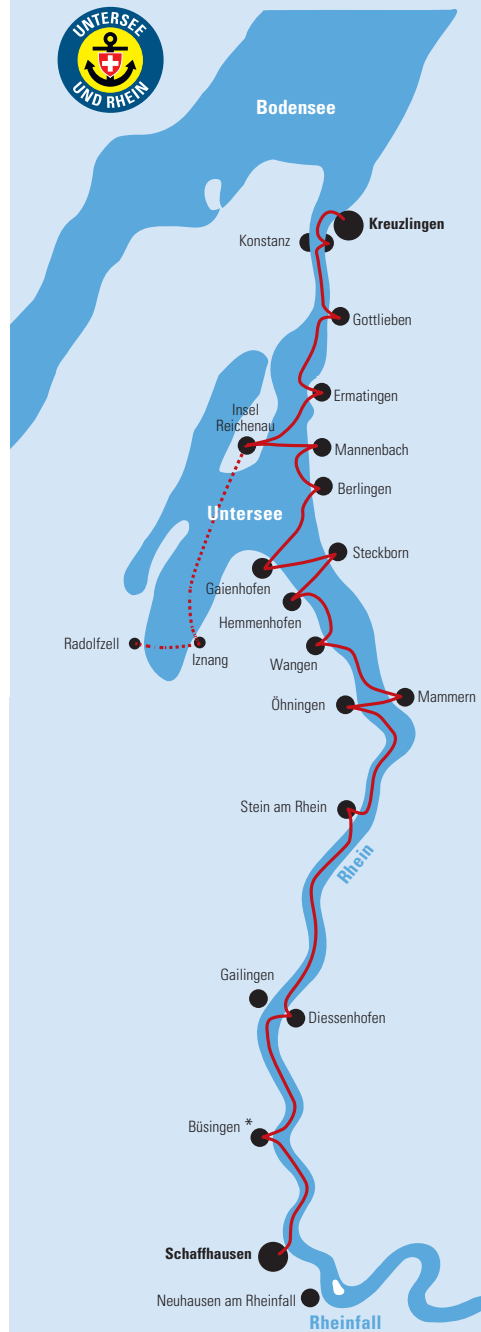 UNTERSEE
UND RHEIN
Bodensee
Kreuzlingen
Konstanz
Gottlieben
Ermatingen
Insel
Reichenau
Mannenbach
Berlingen
Untersee
Steckborn
Gaienhofen
Hemmenhofen
Radolfzell
Iznang
Wangen
Mammern
Öhningen
Stein am Rhein
Rhein
Gailingen
Diessenhofen
Büsingen *
Schaffhausen
Neuhausen am Rheinfall
Rheinfall